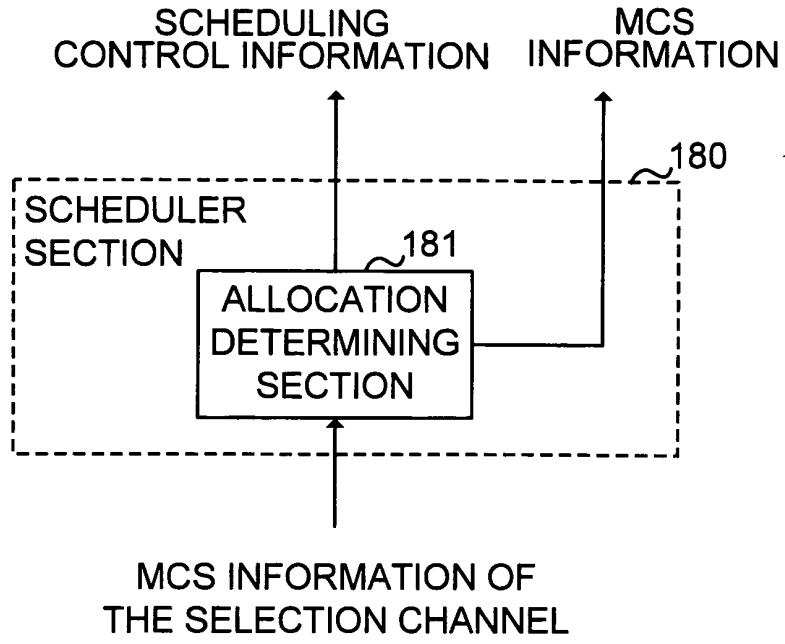 SCHEDULING
CONTROL INFORMATION
MCS
INFORMATION
180
SCHEDULER
SECTION
181
ALLOCATION
DETERMINING
SECTION
MCS INFORMATION OF
THE SELECTION CHANNEL